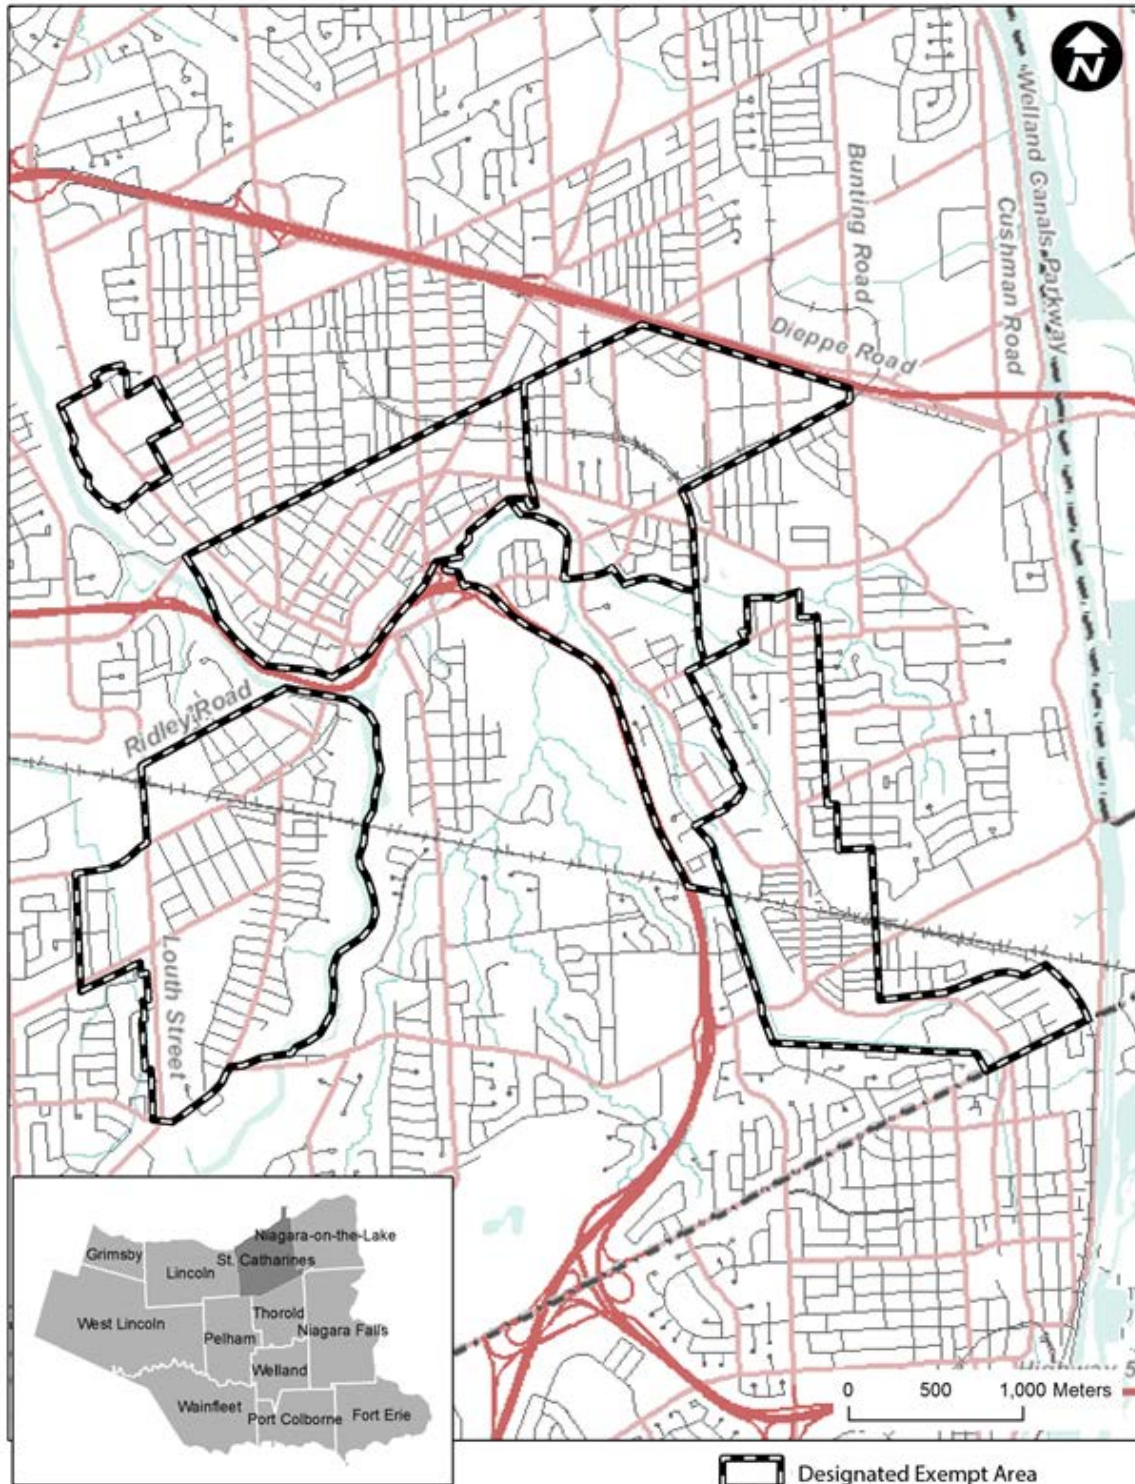 N
Welland Canals Parkway
Bunting Road
Cushman Road
Dieppe Road
Ridley Road
Louth Street
Niagara-on-the-Lake
Grimsby
St. Catharines
Lincoln
Thorold
West Lincoln
Niagara Falls
Pelham
Welland
Wainfleet
Port Colborne
Fort Erie
Highway 5
0 500 1,000 Meters
Designated Exempt Area